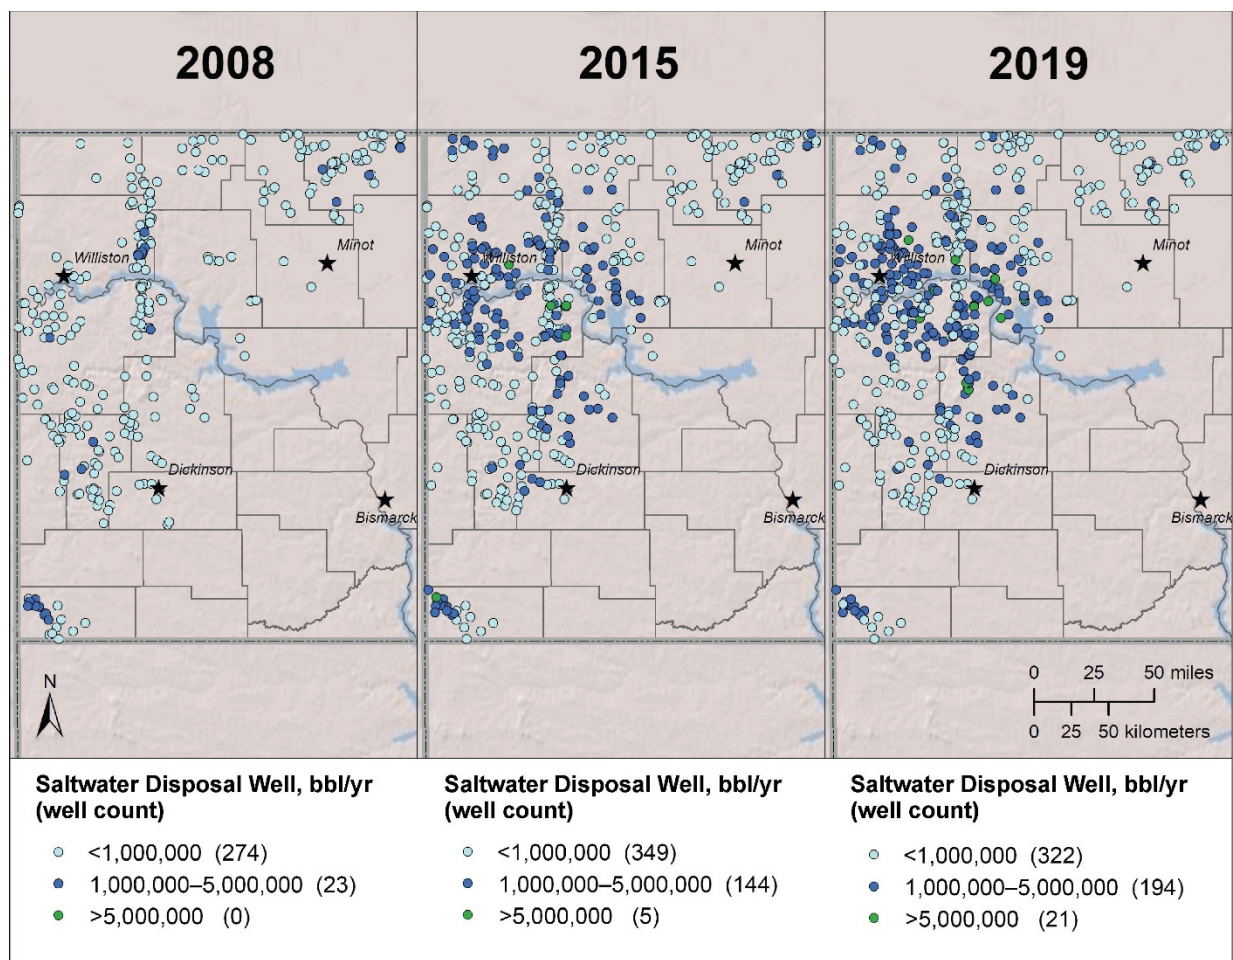 2008
2015
2019
Minot
Williston
Dickinson
Bismarck
Minot
Williston
Dickinson
Bismarck
Minot
Williston
Dickinson
Bismarck
N
0 25 50 miles
0 25 50 kilometers
Saltwater Disposal Well, bbl/yr
(well count)
<1,000,000 (274)
1,000,000–5,000,000 (23)
>5,000,000 (0)
Saltwater Disposal Well, bbl/yr
(well count)
<1,000,000 (349)
1,000,000–5,000,000 (144)
>5,000,000 (5)
Saltwater Disposal Well, bbl/yr
(well count)
<1,000,000 (322)
1,000,000–5,000,000 (194)
>5,000,000 (21)